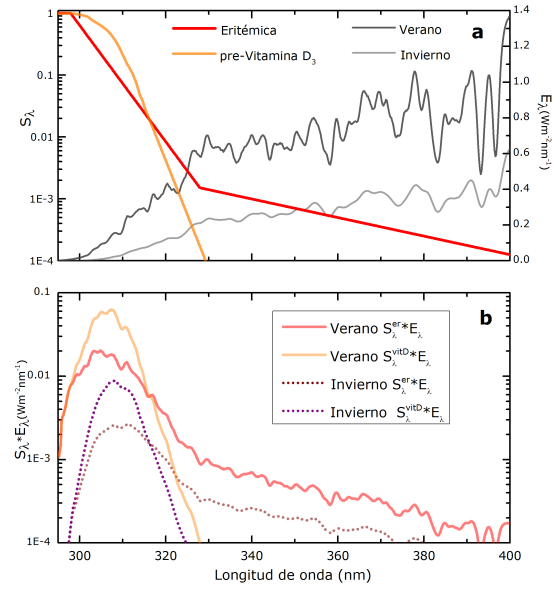 a
Eritémica
pre-Vitamina D3
Verano
Invierno
1
0.1
0.01
1E-3
1E-4
Sλ
1.4
1.2
1.0
0.8
0.6
0.4
0.2
0.0
Eλ(Wm-2nm-1)
b
Verano Sλer*Eλ
Verano SλvitD*Eλ
Invierno Sλer*Eλ
Invierno SλvitD*Eλ
0.1
0.01
1E-3
1E-4
Sλ*Eλ(Wm-2nm-1)
300 320 340 360 380 400
Longitud de onda (nm)